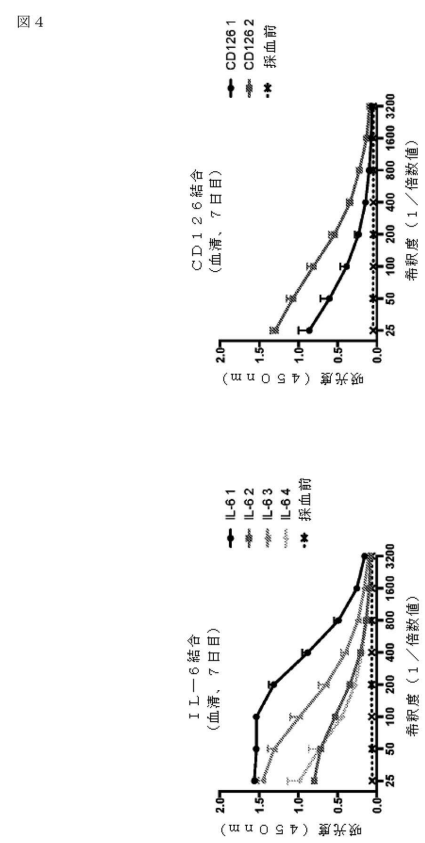 図４
ＩＬ－６結合
（血清、７日目）
吸光度（４５０ｎｍ）
2.0
1.5
1.0
0.5
0.0
25 50 100 200 400 800 1600 3200
希釈度（１／倍数値）
IL-6 1
IL-6 2
IL-6 3
IL-6 4
採血前
ＣＤ１２６結合
（血清、７日目）
吸光度（４５０ｎｍ）
2.0
1.5
1.0
0.5
0.0
25 50 100 200 400 800 1600 3200
希釈度（１／倍数値）
CD126 1
CD126 2
採血前